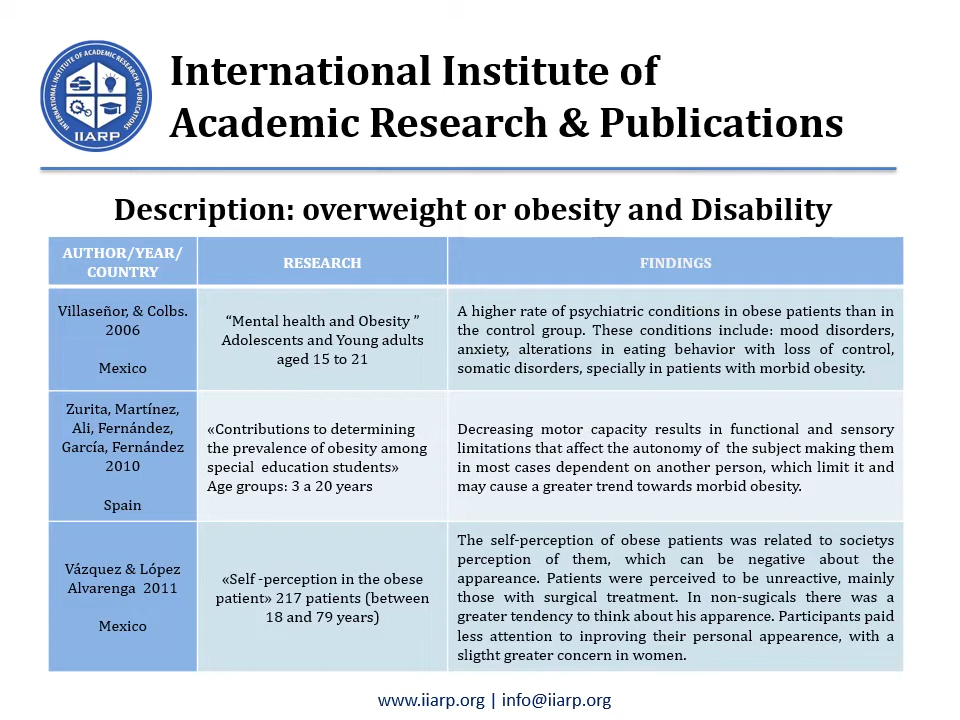 INTERNATIONAL INSTITUTE OF ACADEMIC RESEARCH & PUBLICATIONS
IIARP
International Institute of
Academic Research & Publications
Description: overweight or obesity and Disability
AUTHOR/YEAR/
COUNTRY
RESEARCH
FINDINGS
Villaseñor, & Colbs.
2006
Mexico
“Mental health and Obesity ”
Adolescents and Young adults
aged 15 to 21
A higher rate of psychiatric conditions in obese patients than in
the control group. These conditions include: mood disorders,
anxiety, alterations in eating behavior with loss of control,
somatic disorders, specially in patients with morbid obesity.
Zurita, Martínez,
Ali, Fernández,
García, Fernández
2010
Spain
«Contributions to determining
the prevalence of obesity among
special education students»
Age groups: 3 a 20 years
Decreasing motor capacity results in functional and sensory
limitations that affect the autonomy of the subject making them
in most cases dependent on another person, which limit it and
may cause a greater trend towards morbid obesity.
Vázquez & López
Alvarenga 2011
Mexico
«Self -perception in the obese
patient» 217 patients (between
18 and 79 years)
The self-perception of obese patients was related to societys
perception of them, which can be negative about the
appareance. Patients were perceived to be unreactive, mainly
those with surgical treatment. In non-sugicals there was a
greater tendency to think about his apparence. Participants paid
less attention to inproving their personal appearence, with a
sligtht greater concern in women.
www.iiarp.org | info@iiarp.org